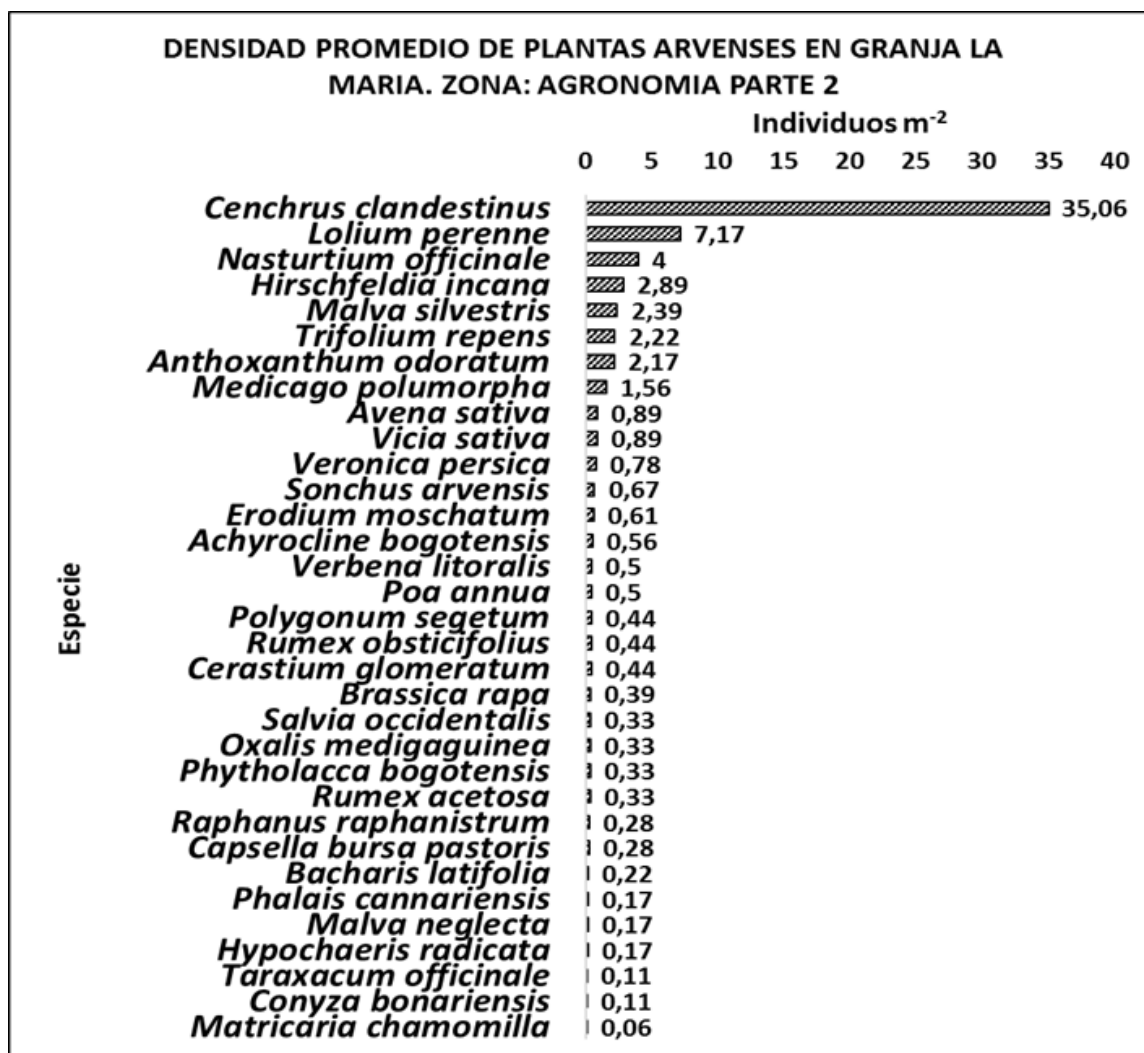 DENSIDAD PROMEDIO DE PLANTAS ARVENSES EN GRANJA LA
MARIA. ZONA: AGRONOMIA PARTE 2
Individuos m⁻²
0 5 10 15 20 25 30 35 40
Especie
Cenchrus clandestinus 35,06
Lolium perenne 7,17
Nasturtium officinale 4
Hirschfeldia incana 2,89
Malva silvestris 2,39
Trifolium repens 2,22
Anthoxanthum odoratum 2,17
Medicago polumorpha 1,56
Avena sativa 0,89
Vicia sativa 0,89
Veronica persica 0,78
Sonchus arvensis 0,67
Erodium moschatum 0,61
Achyrocline bogotensis 0,56
Verbena litoralis 0,5
Poa annua 0,5
Polygonum segetum 0,44
Rumex obsticifolius 0,44
Cerastium glomeratum 0,44
Brassica rapa 0,39
Salvia occidentalis 0,33
Oxalis medigaguinea 0,33
Phytholacca bogotensis 0,33
Rumex acetosa 0,33
Raphanus raphanistrum 0,28
Capsella bursa pastoris 0,28
Bacharis latifolia 0,22
Phalais cannariensis 0,17
Malva neglecta 0,17
Hypochaeris radicata 0,17
Taraxacum officinale 0,11
Conyza bonariensis 0,11
Matricaria chamomilla 0,06